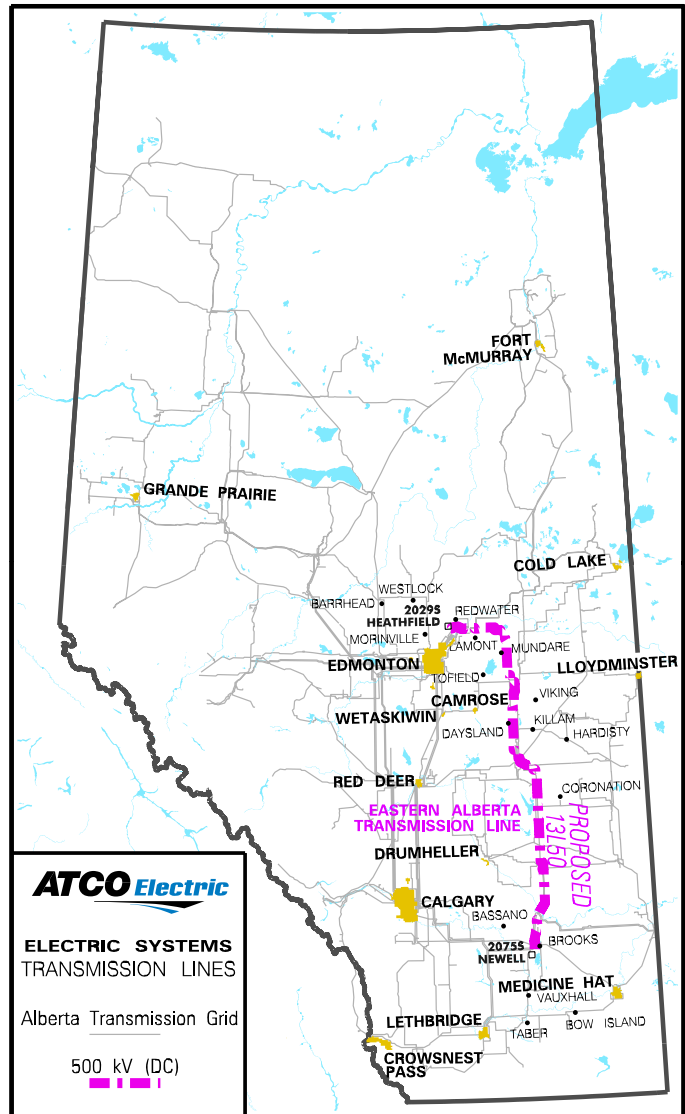 FORT
McMURRAY
GRANDE PRAIRIE
COLD LAKE
WESTLOCK
BARRHEAD
2029S
HEATHFIELD
REDWATER
MORINVILLE
LAMONT
MUNDARE
EDMONTON
LLOYDMINSTER
TOFIELD
CAMROSE
VIKING
WETASKIWIN
KILLAM
DAYSLAND
HARDISTY
RED DEER
CORONATION
EASTERN ALBERTA
TRANSMISSION LINE
PROPOSED
13L50
DRUMHELLER
CALGARY
BASSANO
2075S
NEWELL
BROOKS
MEDICINE HAT
VAUXHALL
LETHBRIDGE
TABER
BOW ISLAND
CROWSNEST
PASS
ATCO Electric
ELECTRIC SYSTEMS
TRANSMISSION LINES
Alberta Transmission Grid
500 kV (DC)